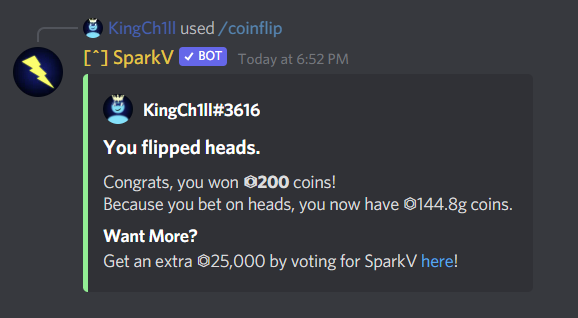 KingCh1ll used /coinflip
[^] SparkV ✓ BOT Today at 6:52 PM
KingCh1ll#3616
You flipped heads.
Congrats, you won ⏣200 coins!
Because you bet on heads, you now have ⏣144.8g coins.
Want More?
Get an extra ⏣25,000 by voting for SparkV here!